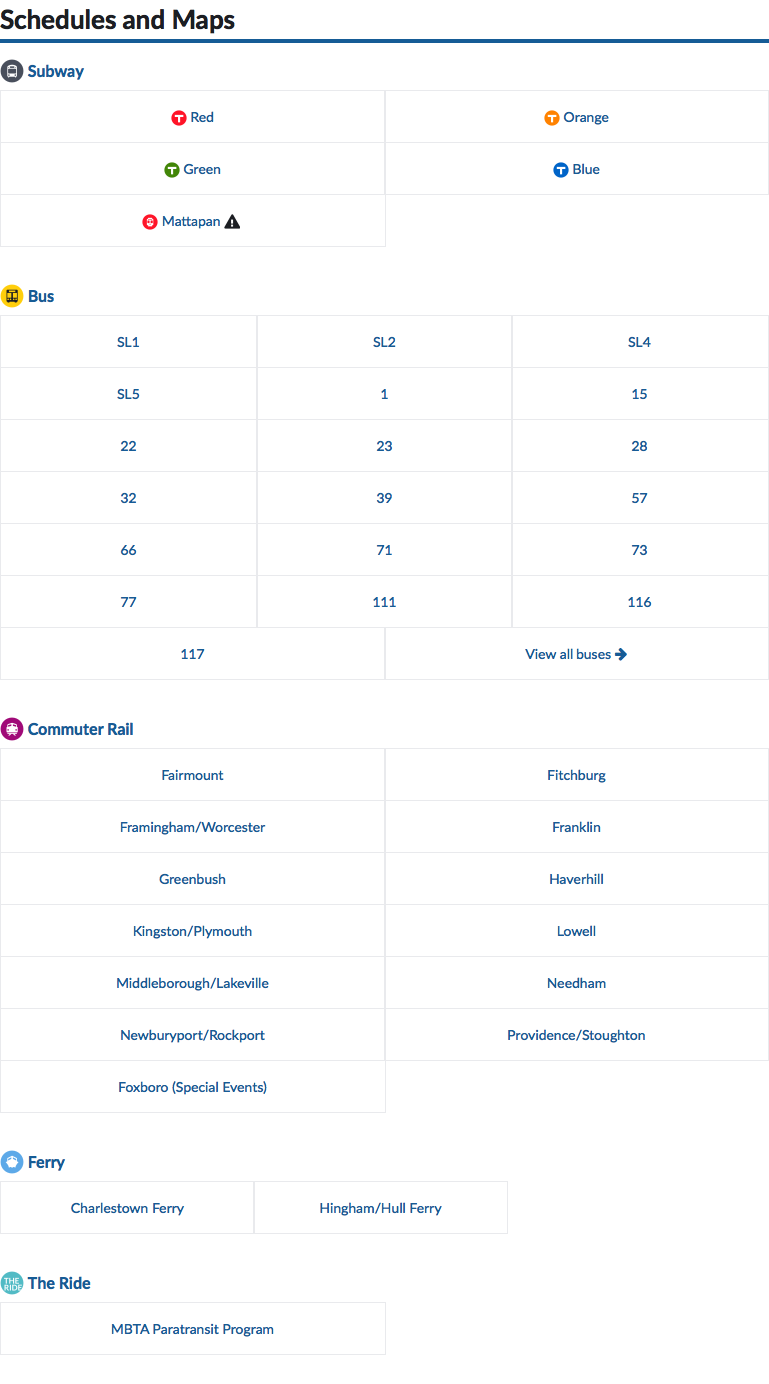 Schedules and Maps
Subway
T Red
T Orange
T Green
T Blue
Mattapan
Bus
SL1
SL2
SL4
SL5
1
15
22
23
28
32
39
57
66
71
73
77
111
116
117
View all buses
Commuter Rail
Fairmount
Fitchburg
Framingham/Worcester
Franklin
Greenbush
Haverhill
Kingston/Plymouth
Lowell
Middleborough/Lakeville
Needham
Newburyport/Rockport
Providence/Stoughton
Foxboro (Special Events)
Ferry
Charlestown Ferry
Hingham/Hull Ferry
THE RIDE The Ride
MBTA Paratransit Program